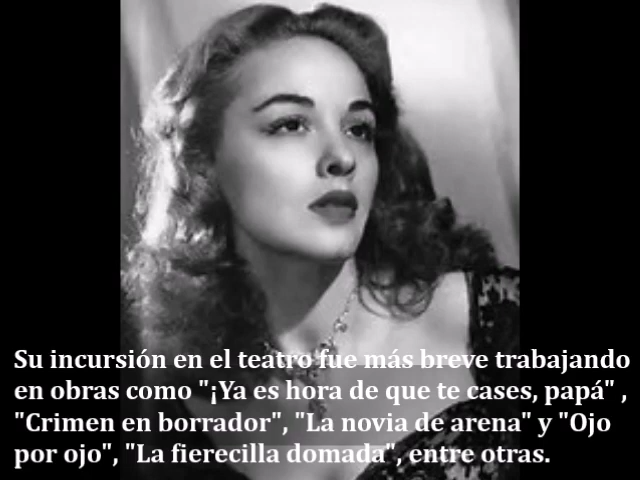 Su incursión en el teatro fue más breve trabajando
en obras como "¡Ya es hora de que te cases, papá" ,
"Crimen en borrador", "La novia de arena" y "Ojo
por ojo", "La fierecilla domada", entre otras.